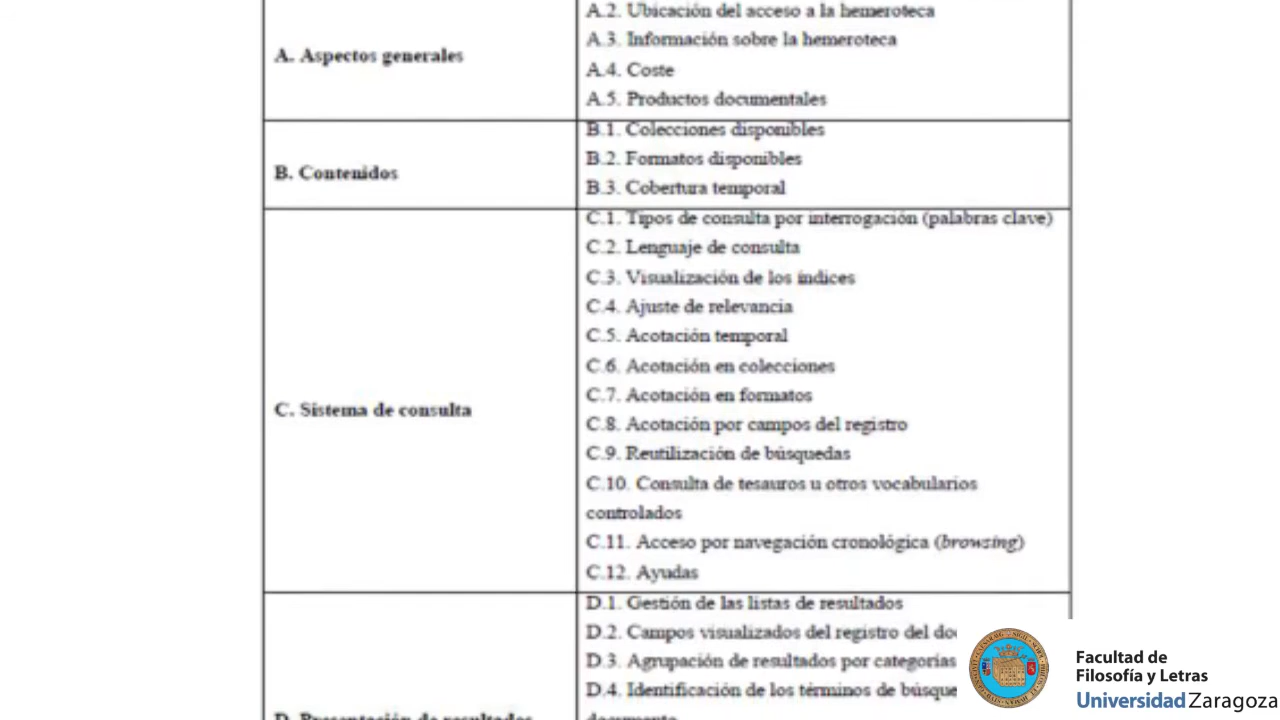 A.2. Ubicación del acceso a la hemeroteca
A.3. Información sobre la hemeroteca
A. Aspectos generales
A.4. Coste
A.5. Productos documentales
B.1. Colecciones disponibles
B.2. Formatos disponibles
B. Contenidos
B.3. Cobertura temporal
C.1. Tipos de consulta por interrogación (palabras clave)
C.2. Lenguaje de consulta
C.3. Visualización de los índices
C.4. Ajuste de relevancia
C.5. Acotación temporal
C.6. Acotación en colecciones
C.7. Acotación en formatos
C. Sistema de consulta
C.8. Acotación por campos del registro
C.9. Reutilización de búsquedas
C.10. Consulta de tesauros u otros vocabularios
controlados
C.11. Acceso por navegación cronológica (browsing)
C.12. Ayudas
D.1. Gestión de las listas de resultados
D.2. Campos visualizados del registro del
D.3. Agrupación de resultados por categorías
D.4. Identificación de los términos de
D. Presentación de resultados
documento
Facultad de
Filosofía y Letras
Universidad Zaragoza